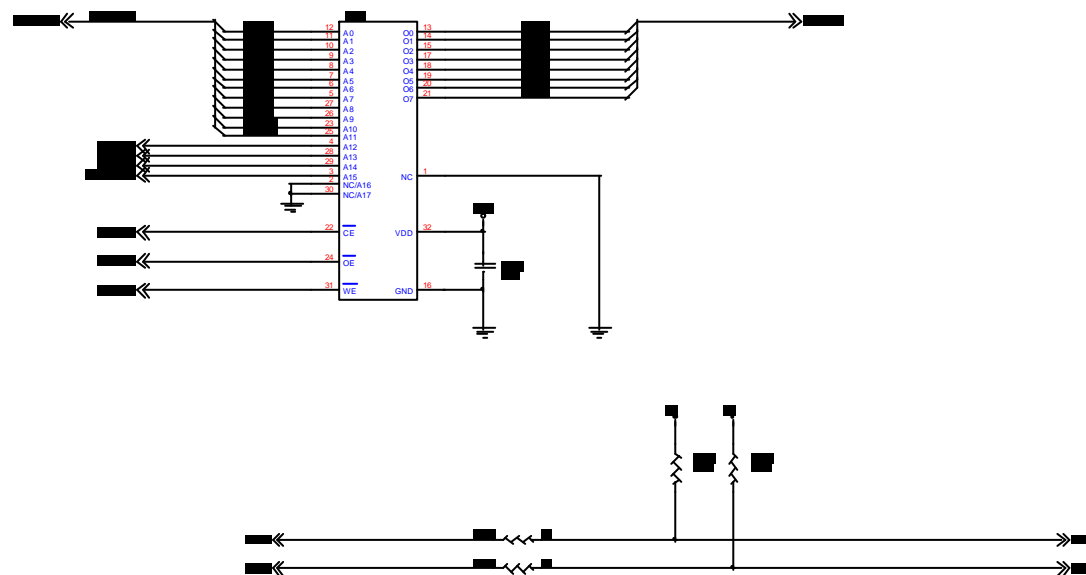 12 A0 O0 13
11 A1 O1 14
10 A2 O2 15
9 A3 O3 17
8 A4 O4 18
7 A5 O5 19
6 A6 O6 20
5 A7 O7 21
27 A8
26 A9
23 A10
25 A11
4 A12
28 A13
29 A14
3 A15 NC 1
2 NC/A16
30 NC/A17
22 CE VDD 32
24 OE
31 WE GND 16